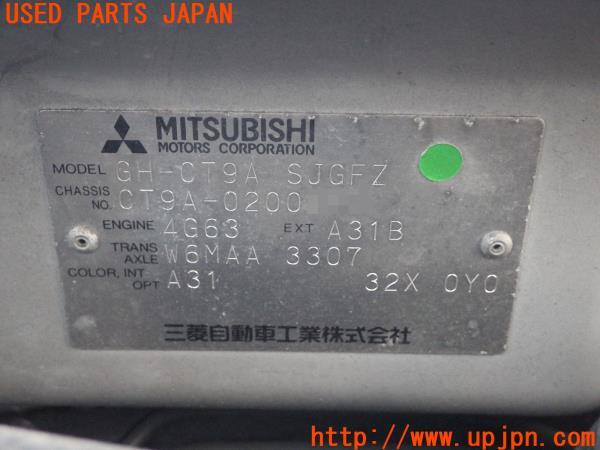 USED PARTS JAPAN
MITSUBISHI
MOTORS CORPORATION
MODEL GH-CT9A SJGFZ
CHASSIS NO. CT9A-0200
ENGINE 4G63 EXT A31B
TRANS AXLE W6MAA 3307
COLOR, INT OPT A31 32X 0Y0
三菱自動車工業株式会社
http://www.upjpn.com